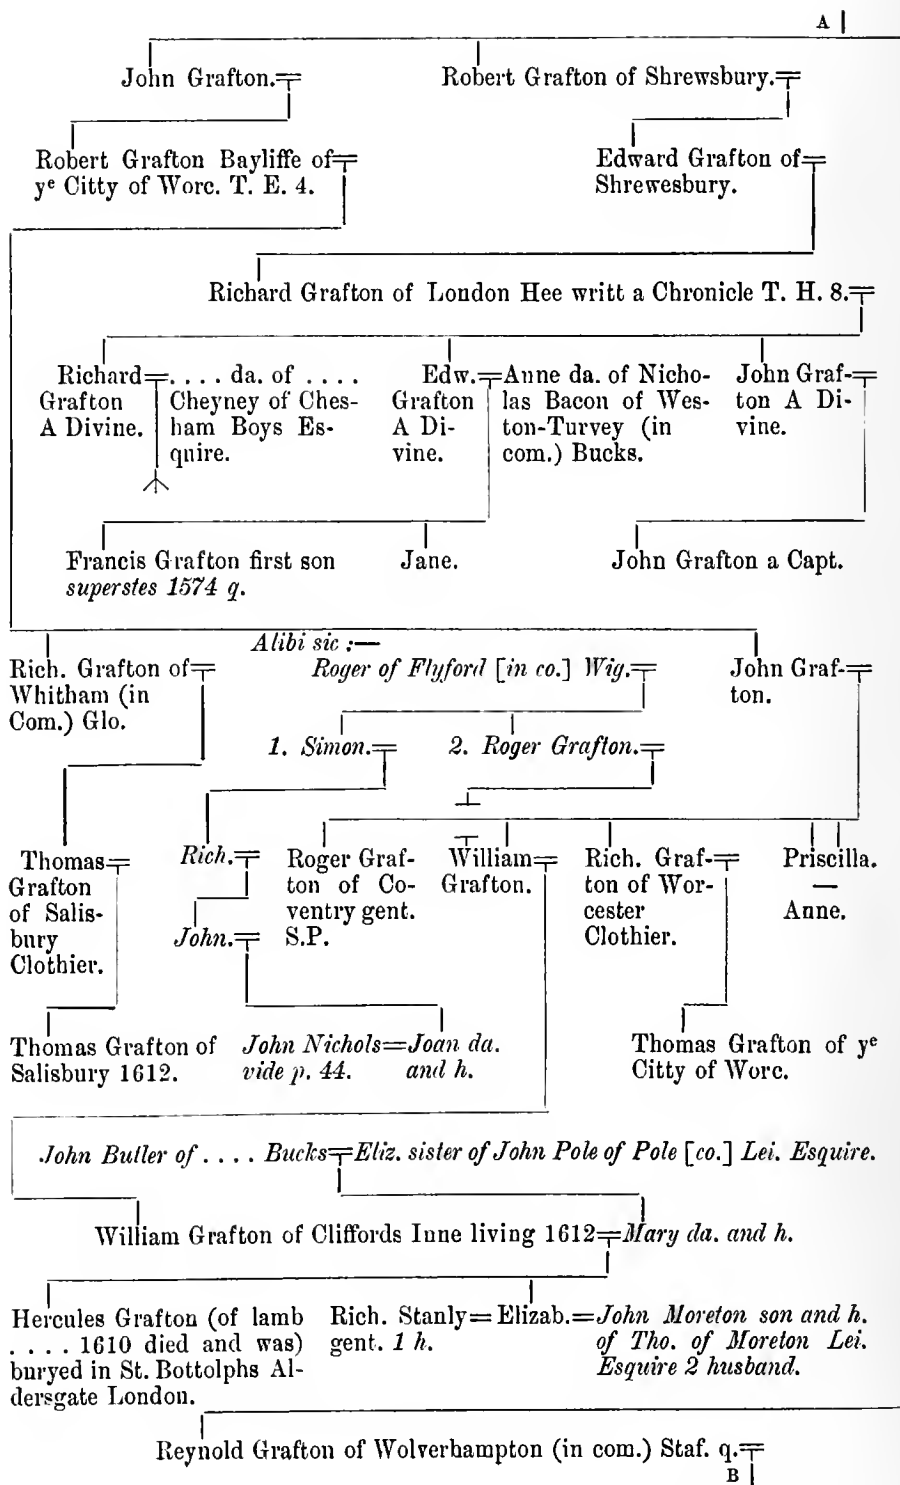 A
John Grafton.
Robert Grafton of Shrewsbury.
Robert Grafton Bayliffe of
yᵉ Citty of Worc. T. E. 4.
Edward Grafton of
Shrewesbury.
Richard Grafton of London Hee writt a Chronicle T. H. 8.
Richard
Grafton
A Divine.
= . . . . da. of . . . .
Cheyney of Ches-
ham Boys Es-
quire.
Edw.
Grafton
A Di-
vine.
= Anne da. of Nicho-
las Bacon of Wes-
ton-Turvey (in
com.) Bucks.
John Graf-
ton A Di-
vine.
Francis Grafton first son
superstes 1574 q.
Jane.
John Grafton a Capt.
Rich. Grafton of
Whitham (in
Com.) Glo.
Alibi sic :—
Roger of Flyford [in co.] Wig.
John Graf-
ton.
1. Simon.
2. Roger Grafton.
Thomas
Grafton
of Salis-
bury
Clothier.
Rich.
John.
Roger Graf-
ton of Co-
ventry gent.
S.P.
William
Grafton.
Rich. Graf-
ton of Wor-
cester
Clothier.
Priscilla.
—
Anne.
Thomas Grafton of
Salisbury 1612.
John Nichols=Joan da.
vide p. 44. and h.
Thomas Grafton of yᵉ
Citty of Worc.
John Butler of . . . . Bucks=Eliz. sister of John Pole of Pole [co.] Lei. Esquire.
William Grafton of Cliffords Inne living 1612=Mary da. and h.
Hercules Grafton (of lamb
. . . . 1610 died and was)
buryed in St. Bottolphs Al-
dersgate London.
Rich. Stanly=Elizab.=John Moreton son and h.
gent. 1 h. of Tho. of Moreton Lei.
Esquire 2 husband.
Reynold Grafton of Wolverhampton (in com.) Staf. q.
B